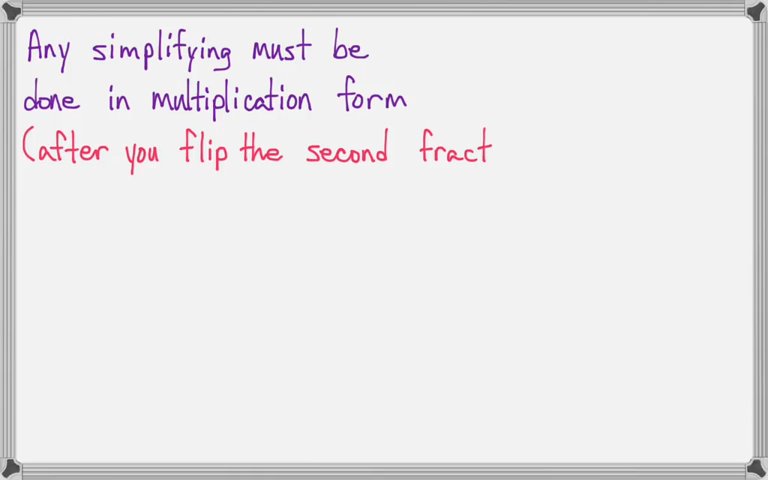 Any simplifying must be
done in multiplication form
(after you flip the second fract